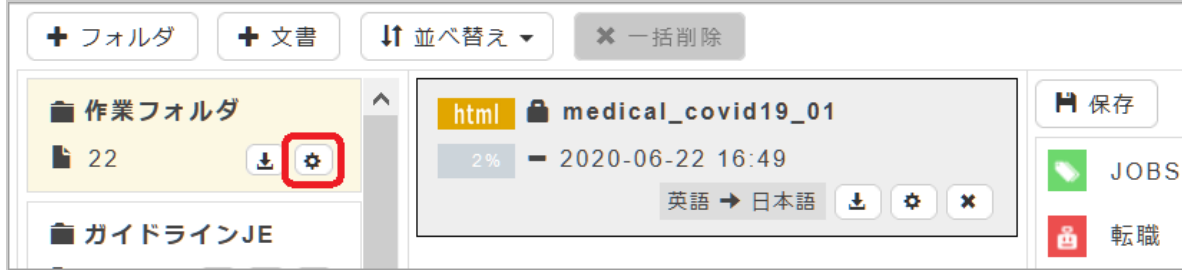 フォルダ 文書 並べ替え 一括削除
作業フォルダ
22
ガイドラインJE
html medical_covid19_01
2% 2020-06-22 16:49
英語 → 日本語
保存
JOBS
転職